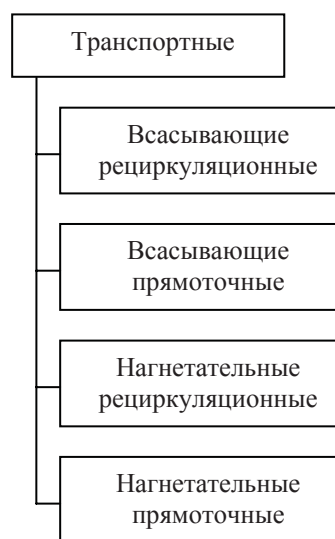 Транспортные
Всасывающие
рециркуляционные
Всасывающие
прямоточные
Нагнетательные
рециркуляционные
Нагнетательные
прямоточные